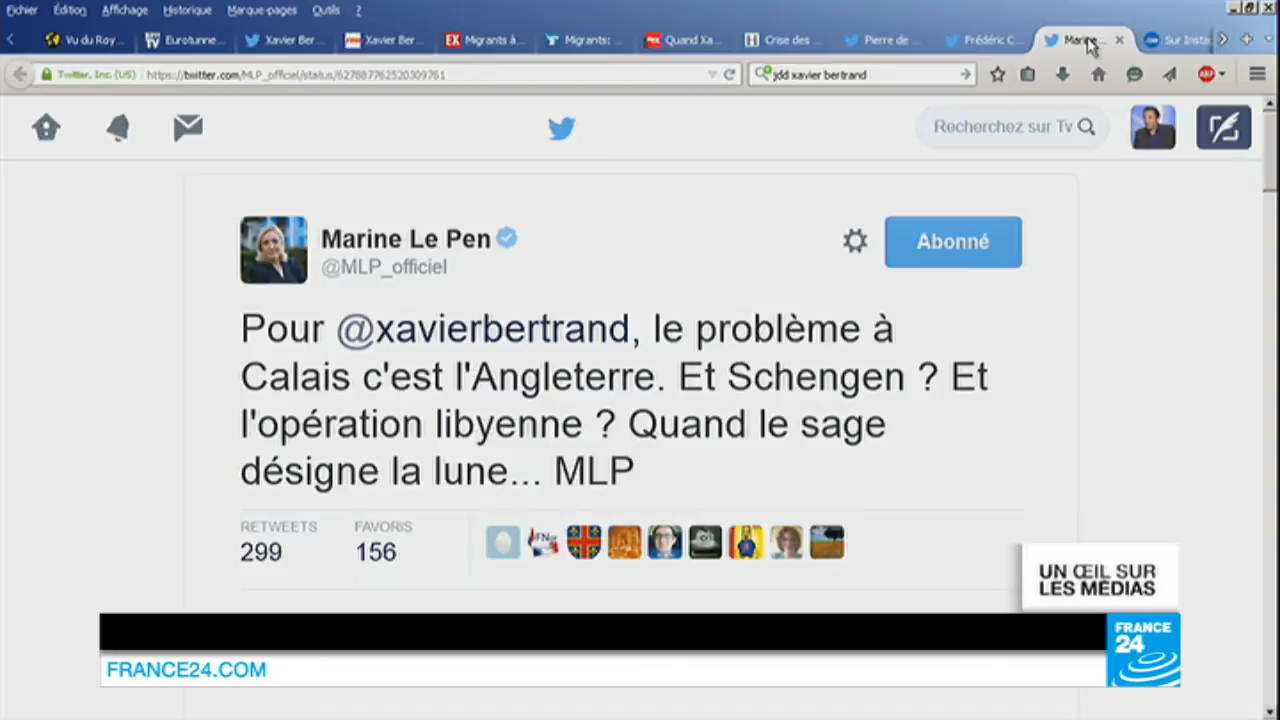 Fichier Édition Affichage Historique Marque-pages Outils ?
Vu du Roy... Eurotunne... Xavier Ber... Xavier Ber... Migrants à... Migrants: ... Quand Xa... Crise des ... Pierre de ... Frédéric C... Marine... Sur Insta
Twitter, Inc. (US) https://twitter.com/MLP_officiel/status/627887762520309761 jdd xavier bertrand
Recherchez sur Tv
Marine Le Pen
@MLP_officiel
Abonné
Pour @xavierbertrand, le problème à
Calais c'est l'Angleterre. Et Schengen ? Et
l'opération libyenne ? Quand le sage
désigne la lune... MLP
RETWEETS FAVORIS
299 156
UN ŒIL SUR
LES MÉDIAS
FRANCE
24
FRANCE24.COM